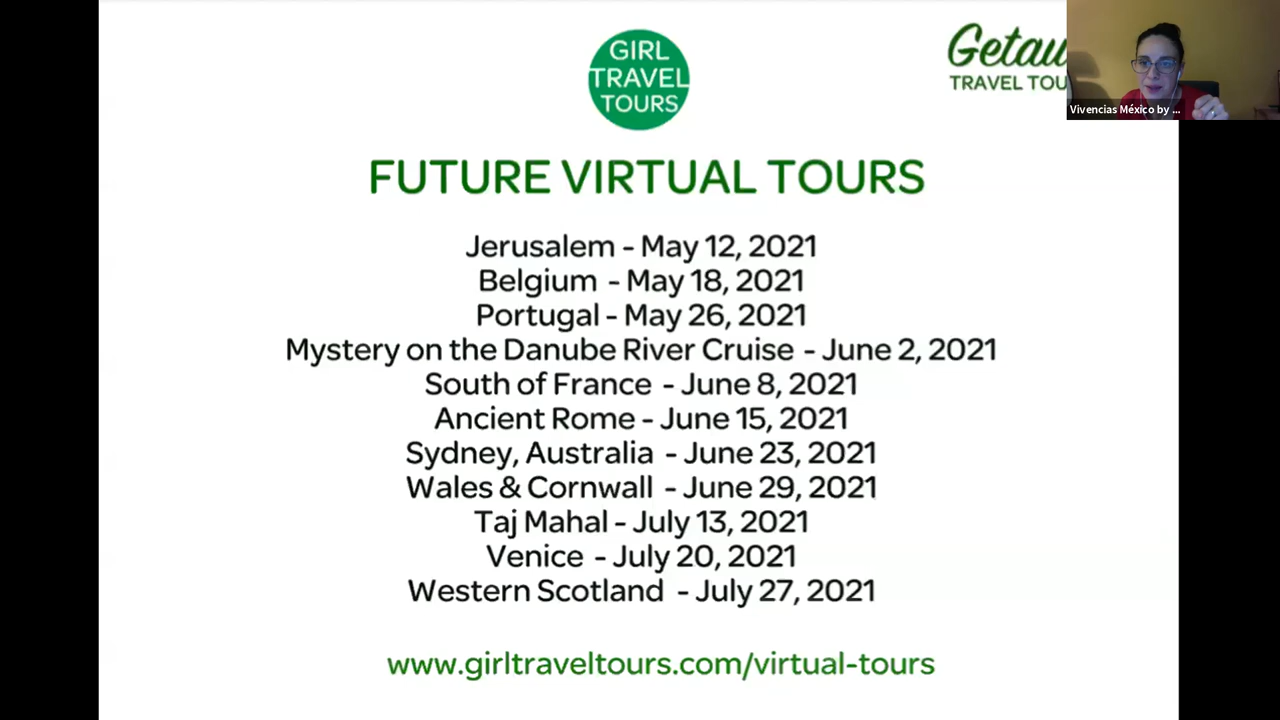 GIRL
TRAVEL
TOURS
TRAVEL
Vivencias México by ...
FUTURE VIRTUAL TOURS
Jerusalem - May 12, 2021
Belgium - May 18, 2021
Portugal - May 26, 2021
Mystery on the Danube River Cruise - June 2, 2021
South of France - June 8, 2021
Ancient Rome - June 15, 2021
Sydney, Australia - June 23, 2021
Wales & Cornwall - June 29, 2021
Taj Mahal - July 13, 2021
Venice - July 20, 2021
Western Scotland - July 27, 2021
www.girltraveltours.com/virtual-tours